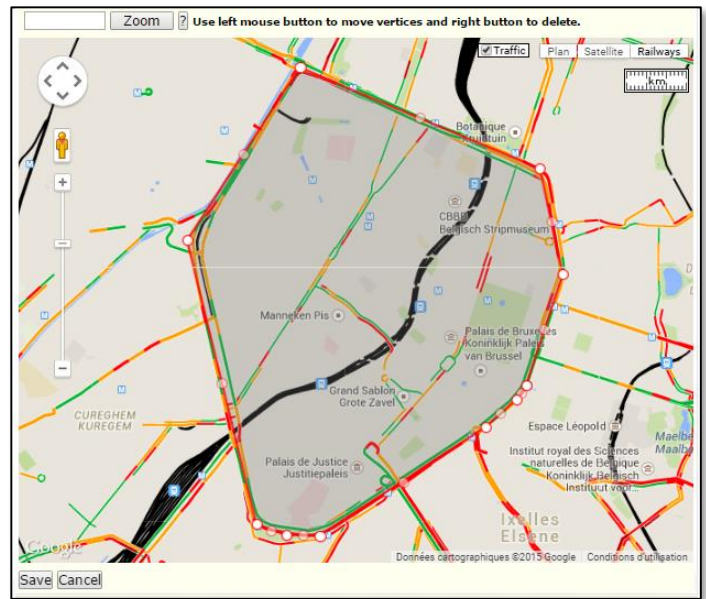 Zoom ? Use left mouse button to move vertices and right button to delete.
Traffic Plan Satellite Railways
km
Botanique
Kruidtuin
CBBD
Belgisch Stripmuseum
Manneken Pis
Palais de Bruxelles
Koninklijk Paleis
van Brussel
Grand Sablon
Grote Zavel
CUREGHEM
KUREGEM
Espace Léopold
Institut royal des Sciences
naturelles de Belgique
Koninklijk Belgisch
Instituut voor...
Maelbe
Maalbe
Palais de Justice
Justitiepaleis
Ixelles
Elsene
Google
Données cartographiques ©2015 Google Conditions d'utilisation
Save Cancel